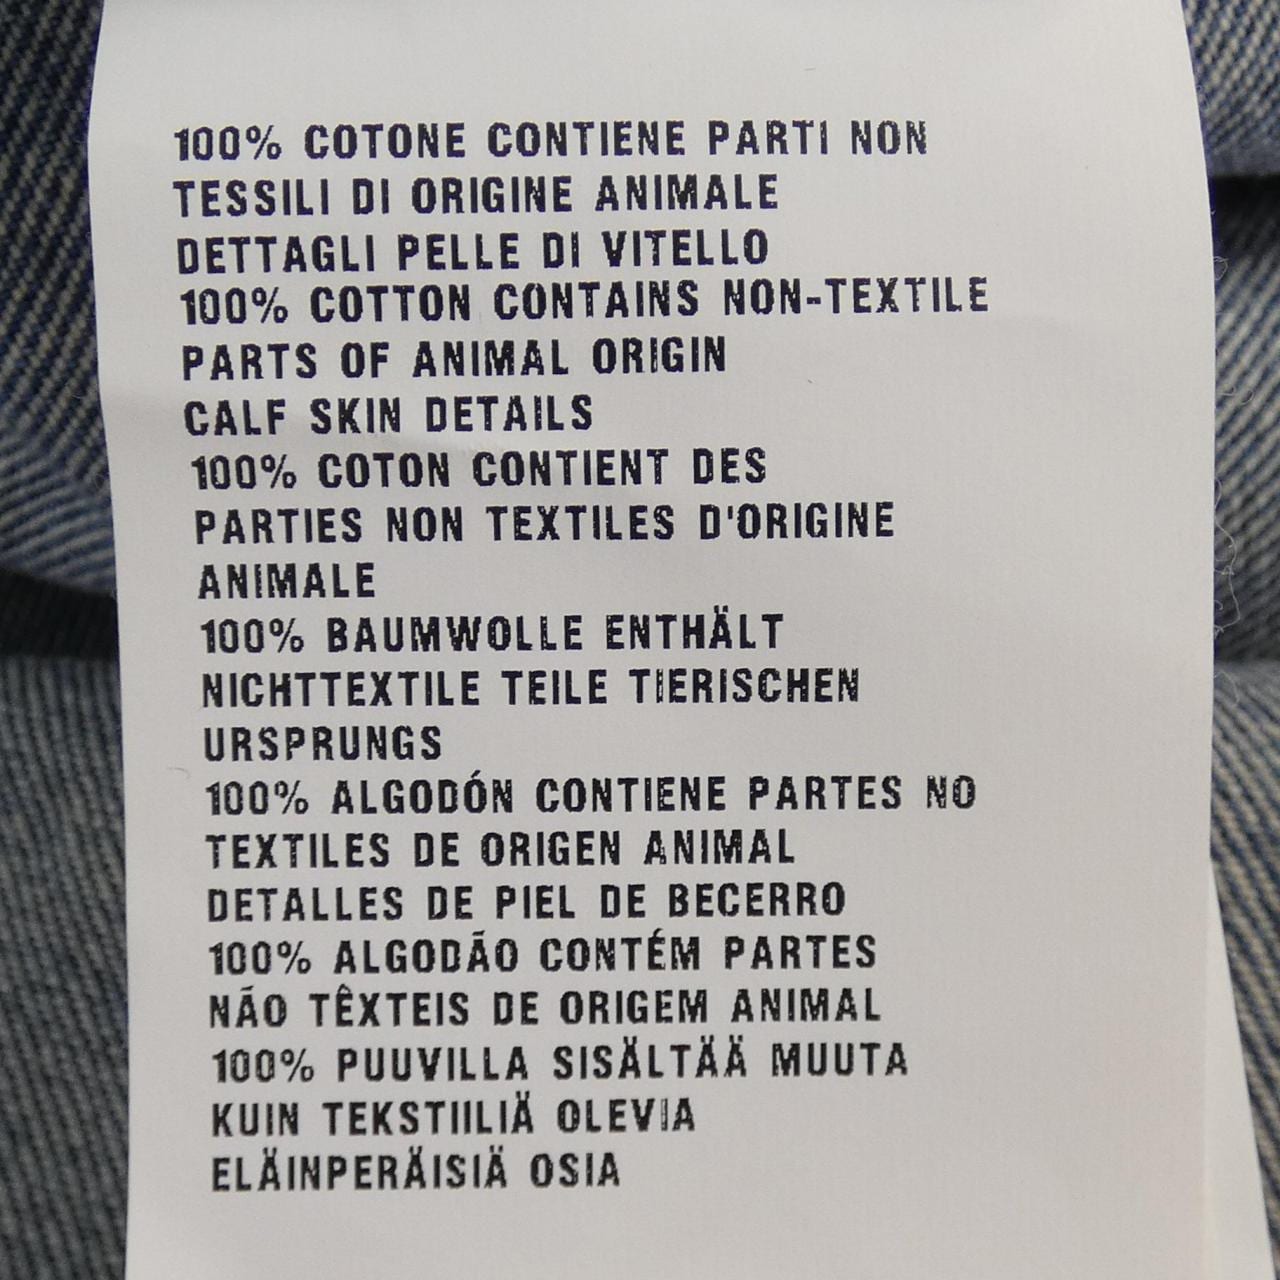 100% COTONE CONTIENE PARTI NON
TESSILI DI ORIGINE ANIMALE
DETTAGLI PELLE DI VITELLO
100% COTTON CONTAINS NON-TEXTILE
PARTS OF ANIMAL ORIGIN
CALF SKIN DETAILS
100% COTON CONTIENT DES
PARTIES NON TEXTILES D'ORIGINE
ANIMALE
100% BAUMWOLLE ENTHÄLT
NICHTTEXTILE TEILE TIERISCHEN
URSPRUNGS
100% ALGODÓN CONTIENE PARTES NO
TEXTILES DE ORIGEN ANIMAL
DETALLES DE PIEL DE BECERRO
100% ALGODÃO CONTÉM PARTES
NÃO TÊXTEIS DE ORIGEM ANIMAL
100% PUUVILLA SISÄLTÄÄ MUUTA
KUIN TEKSTIILIÄ OLEVIA
ELÄINPERÄISIÄ OSIA